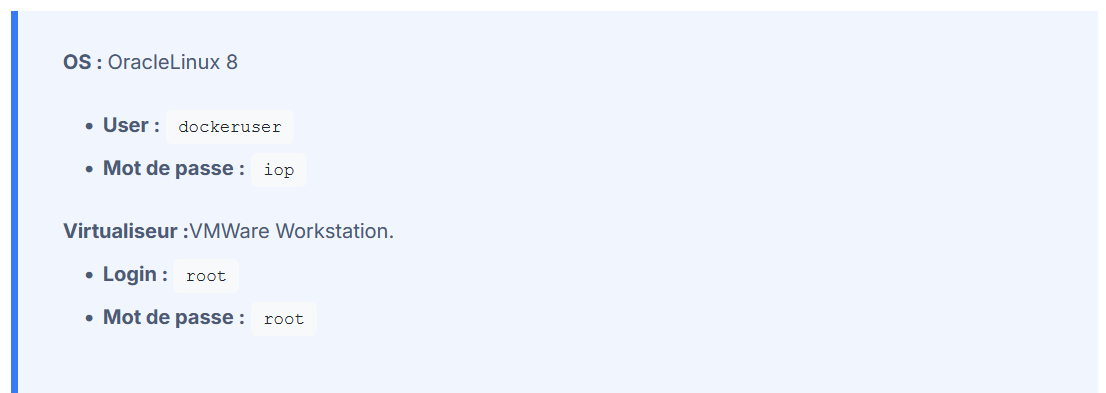 OS : OracleLinux 8
• User : dockeruser
• Mot de passe : iop
Virtualiseur :VMWare Workstation.
• Login : root
• Mot de passe : root